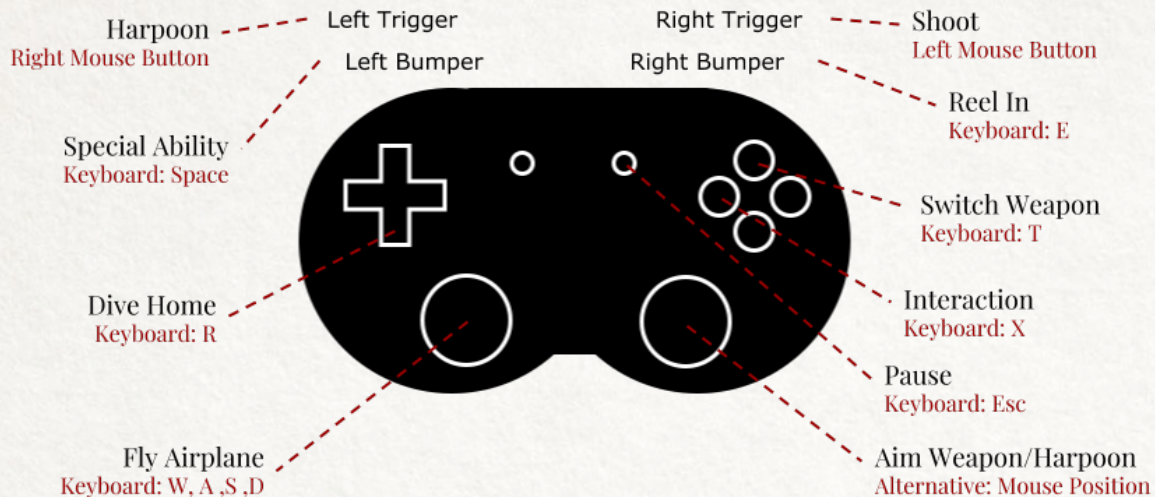 Harpoon
Right Mouse Button
Left Trigger
Left Bumper
Right Trigger
Right Bumper
Shoot
Left Mouse Button
Reel In
Keyboard: E
Special Ability
Keyboard: Space
Switch Weapon
Keyboard: T
Dive Home
Keyboard: R
Interaction
Keyboard: X
Pause
Keyboard: Esc
Fly Airplane
Keyboard: W, A ,S ,D
Aim Weapon/Harpoon
Alternative: Mouse Position